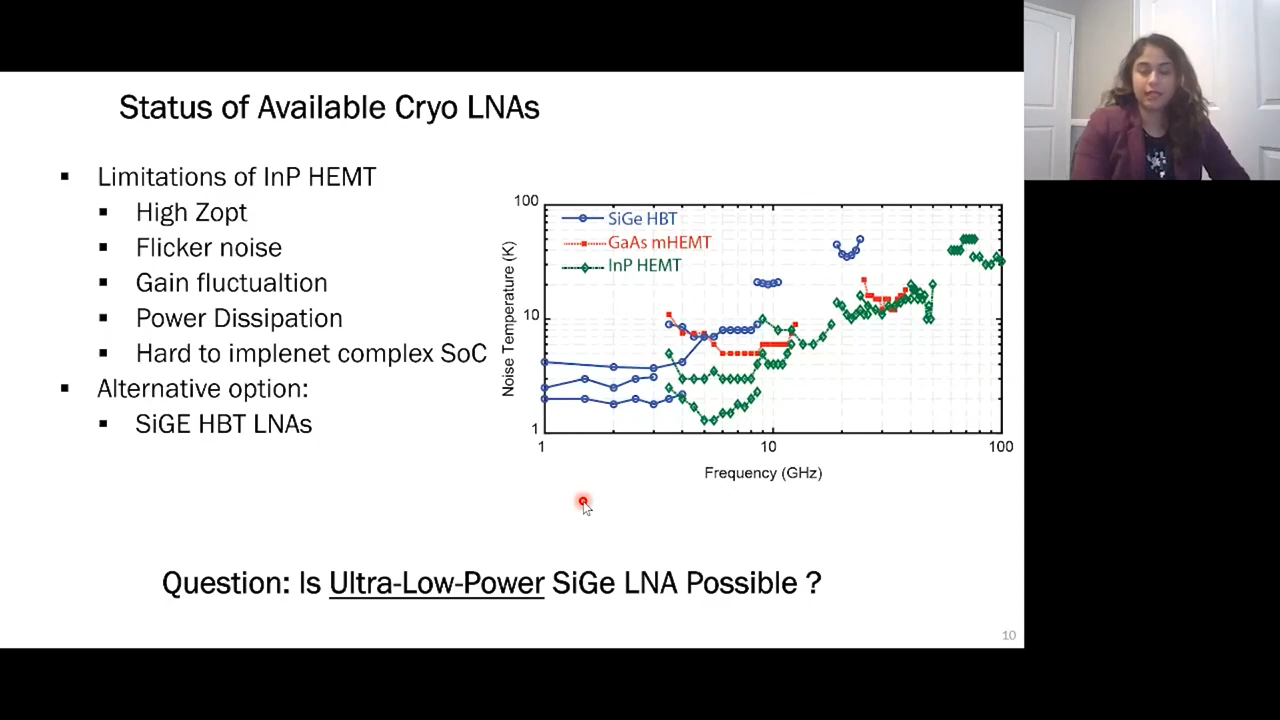 Status of Available Cryo LNAs
▪ Limitations of InP HEMT
▪ High Zopt
▪ Flicker noise
▪ Gain fluctualtion
▪ Power Dissipation
▪ Hard to implenet complex SoC
▪ Alternative option:
▪ SiGE HBT LNAs
100
10
1
Noise Temperature (K)
SiGe HBT
GaAs mHEMT
InP HEMT
1
10
100
Frequency (GHz)
Question: Is Ultra-Low-Power SiGe LNA Possible ?
10